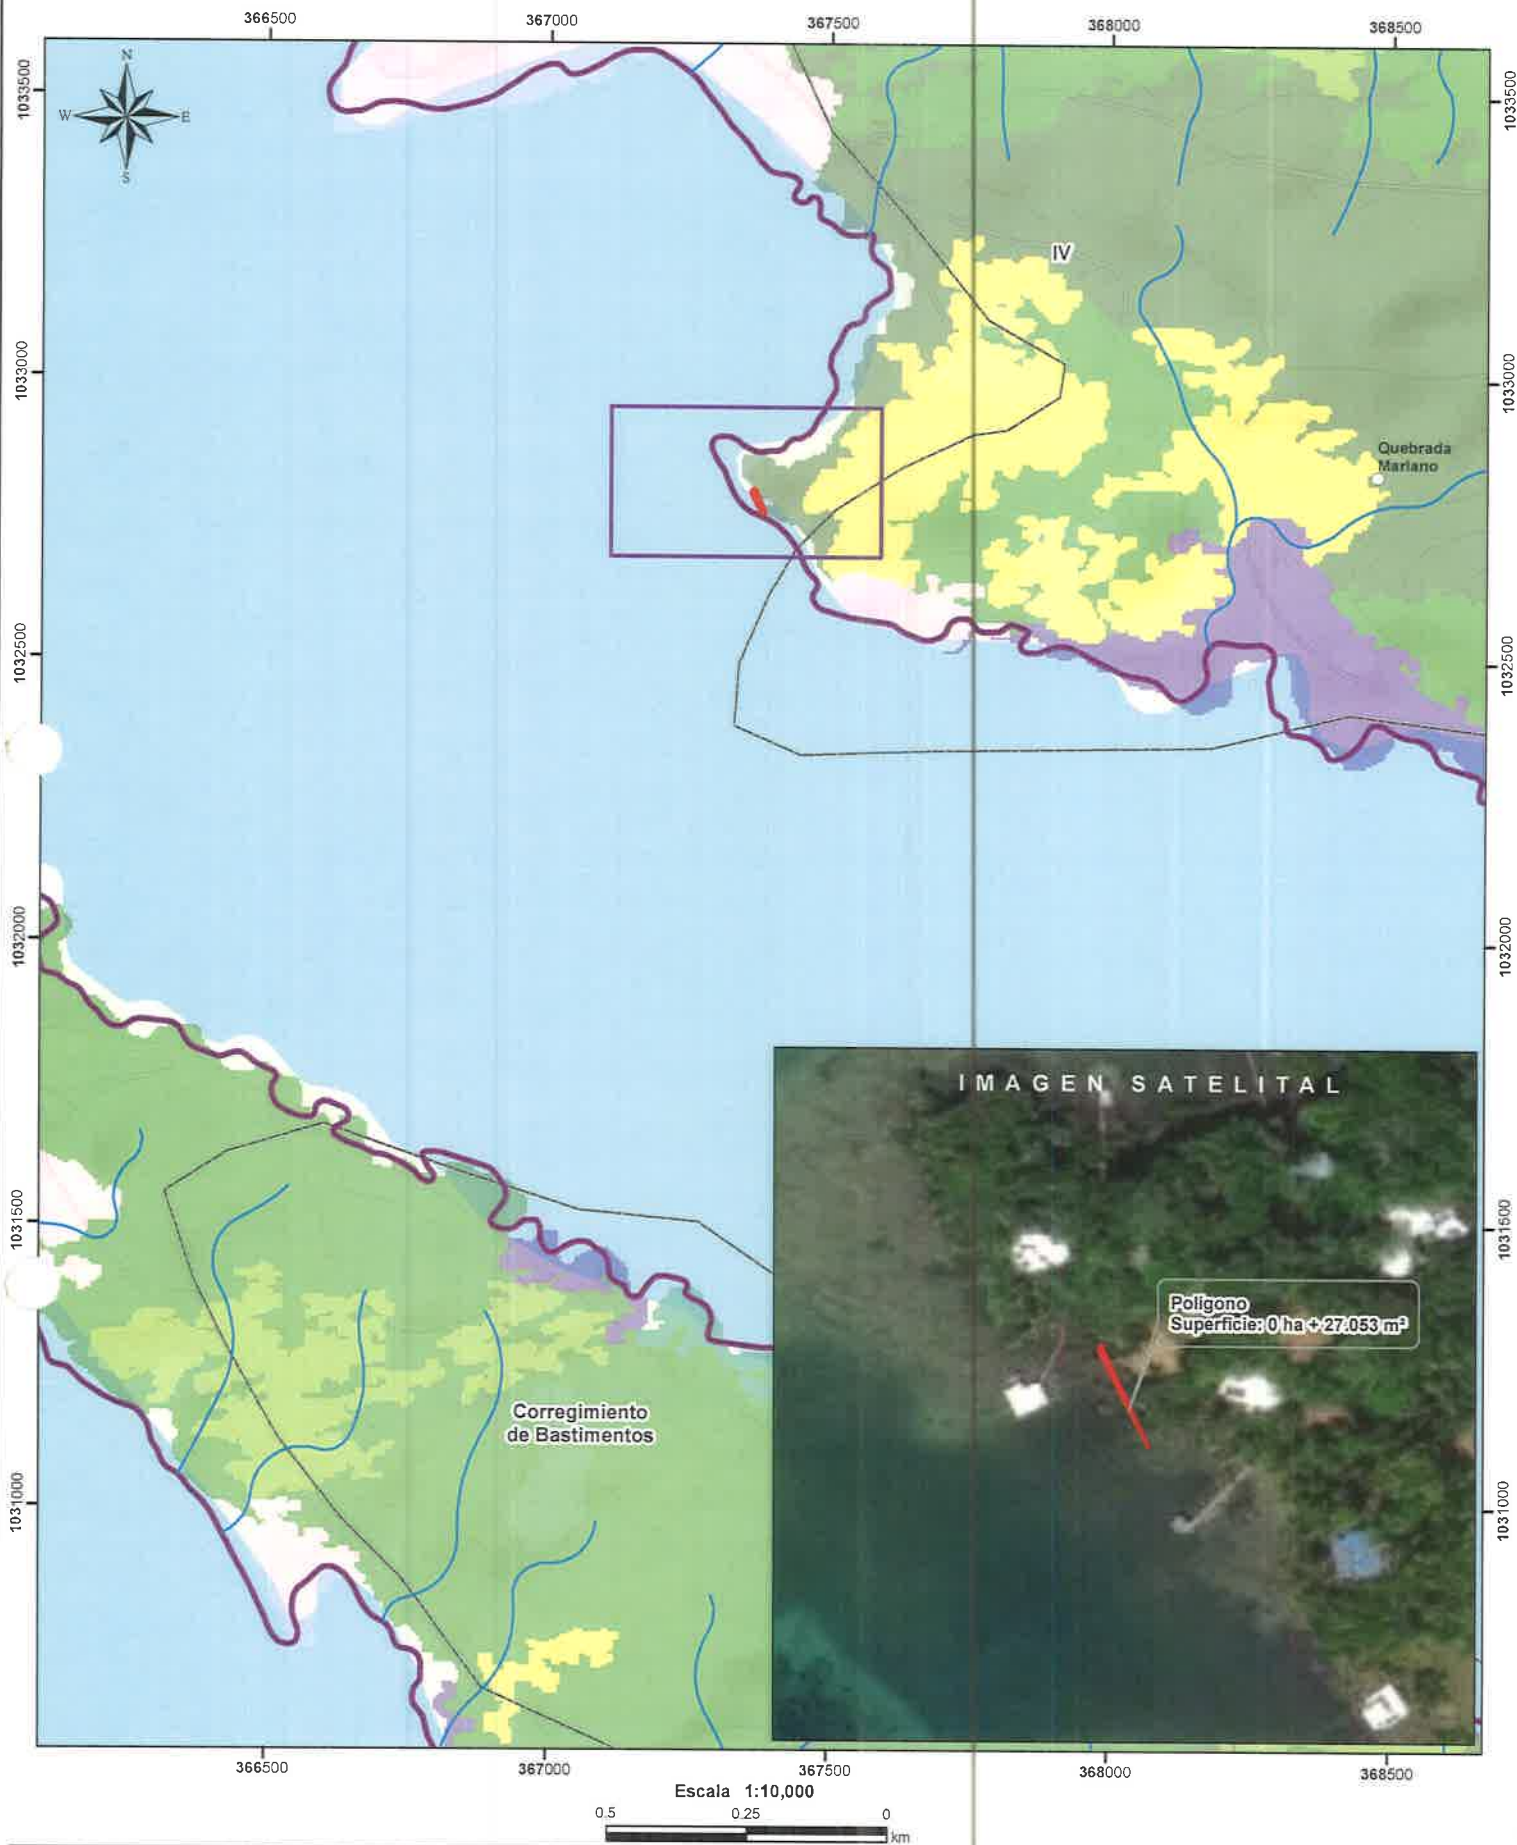 366500 367000 367500 368000 368500
N
W E
S
1033500 1033500
IV
1033000 1033000
Quebrada
Mariano
1032500 1032500
1032000 1032000
IMAGEN SATELITAL
1031500 1031500
Polígono
Superficie: 0 ha + 27.053 m²
Corregimiento
de Bastimentos
1031000 1031000
366500 367000 367500 368000 368500
Escala 1:10,000
0.5 0.25 0
km